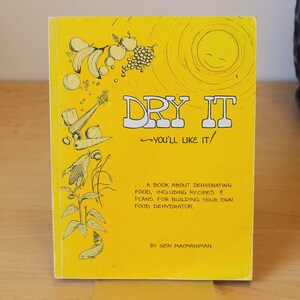 DRY IT
YOU'LL LIKE IT!
...A BOOK ABOUT DEHYDRATING
FOOD, INCLUDING RECIPES &
PLANS FOR BUILDING YOUR OWN
FOOD DEHYDRATOR.
BY GEN MACMANIMAN